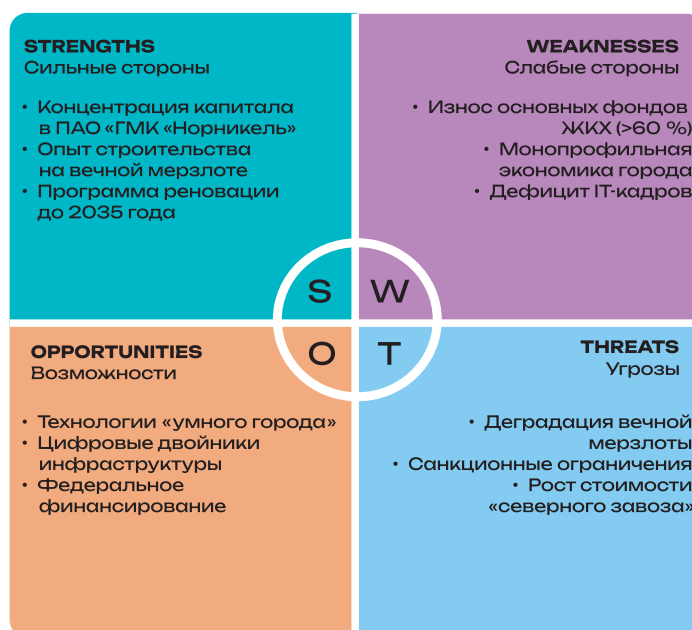 STRENGTHS
Сильные стороны
• Концентрация капитала
в ПАО «ГМК «Норникель»
• Опыт строительства
на вечной мерзлоте
• Программа реновации
до 2035 года
WEAKNESSES
Слабые стороны
• Износ основных фондов
ЖКХ (>60 %)
• Монопрофильная
экономика города
• Дефицит IT-кадров
S
W
O
T
OPPORTUNITIES
Возможности
• Технологии «умного города»
• Цифровые двойники
инфраструктуры
• Федеральное
финансирование
THREATS
Угрозы
• Деградация вечной
мерзлоты
• Санкционные ограничения
• Рост стоимости
«северного завоза»